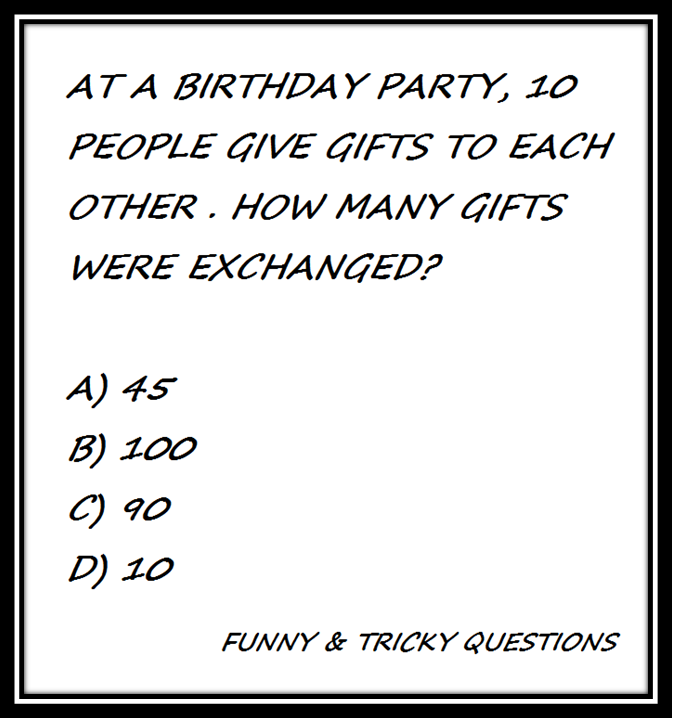 AT A BIRTHDAY PARTY, 10
PEOPLE GIVE GIFTS TO EACH
OTHER . HOW MANY GIFTS
WERE EXCHANGED?
A) 45
B) 100
C) 90
D) 10
FUNNY & TRICKY QUESTIONS